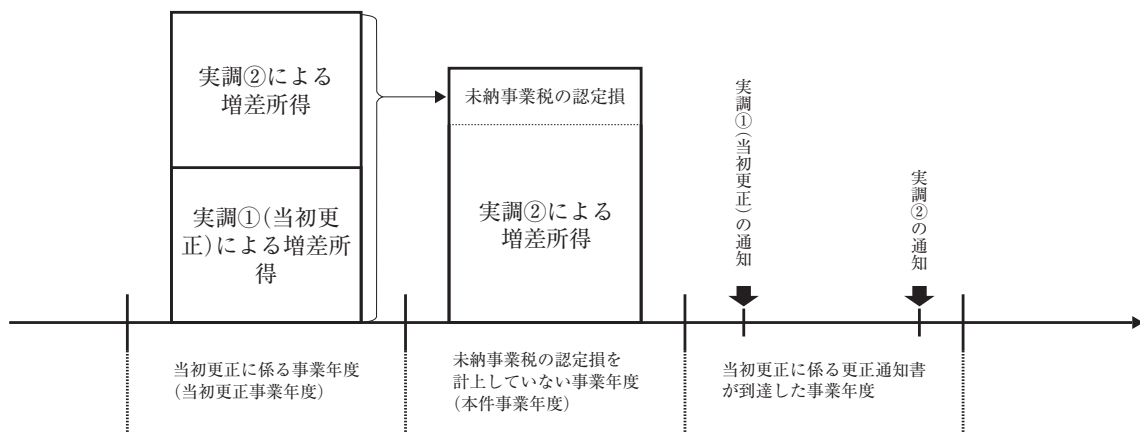 実調②による
増差所得
実調①(当初更
正)による増差所
得
未納事業税の認定損
実調②による
増差所得
実調①(当初更正)の通知
実調②の通知
当初更正に係る事業年度
(当初更正事業年度)
未納事業税の認定損を
計上していない事業年度
(本件事業年度)
当初更正に係る更正通知書
が到達した事業年度